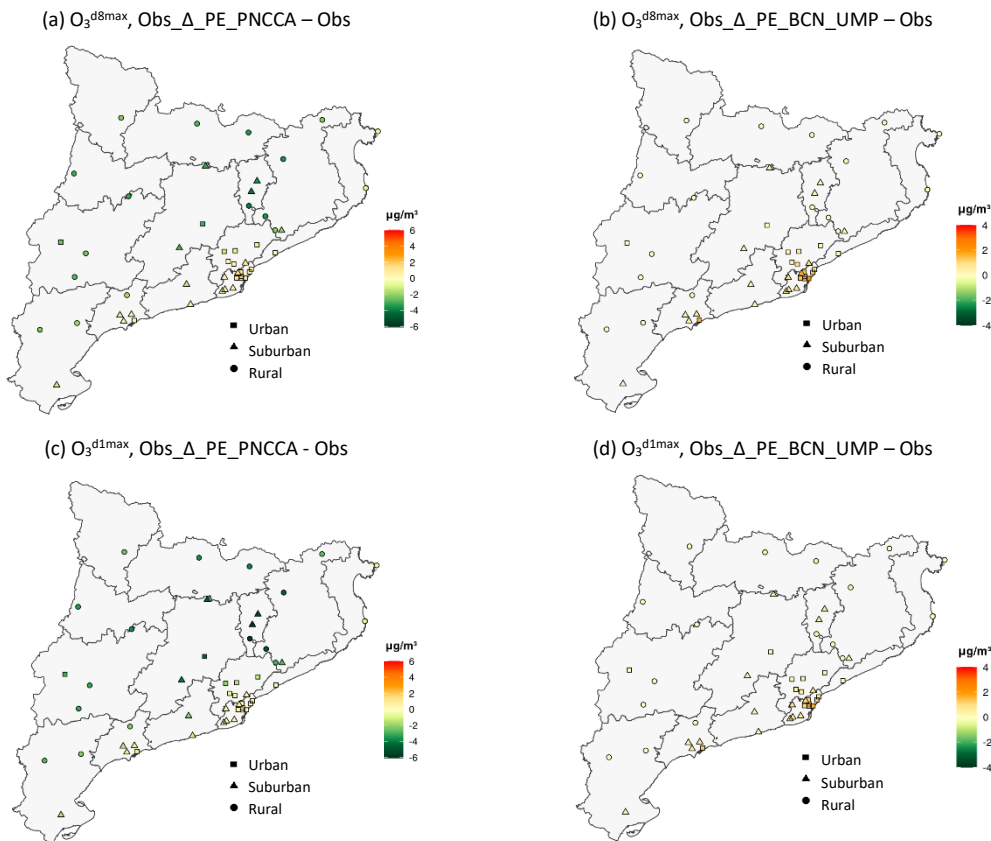 (a) O₃ᵈ⁸ᵐᵃˣ, Obs_Δ_PE_PNCCA – Obs
(b) O₃ᵈ⁸ᵐᵃˣ, Obs_Δ_PE_BCN_UMP – Obs
µg/m³
6
4
2
0
-2
-4
-6
Urban
Suburban
Rural
µg/m³
4
2
0
-2
-4
Urban
Suburban
Rural
(c) O₃ᵈ¹ᵐᵃˣ, Obs_Δ_PE_PNCCA - Obs
(d) O₃ᵈ¹ᵐᵃˣ, Obs_Δ_PE_BCN_UMP – Obs
µg/m³
6
4
2
0
-2
-4
-6
Urban
Suburban
Rural
µg/m³
4
2
0
-2
-4
Urban
Suburban
Rural